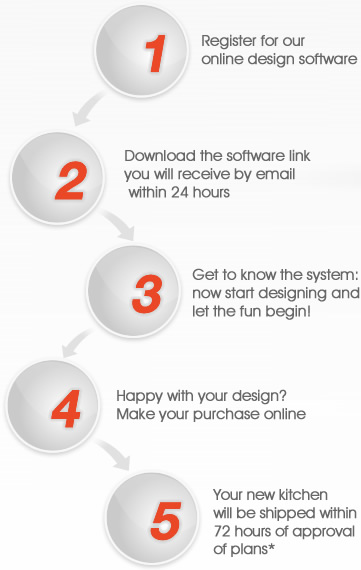 1
Register for our
online design software
2
Download the software link
you will receive by email
within 24 hours
3
Get to know the system:
now start designing and
let the fun begin!
4
Happy with your design?
Make your purchase online
5
Your new kitchen
will be shipped within
72 hours of approval
of plans*